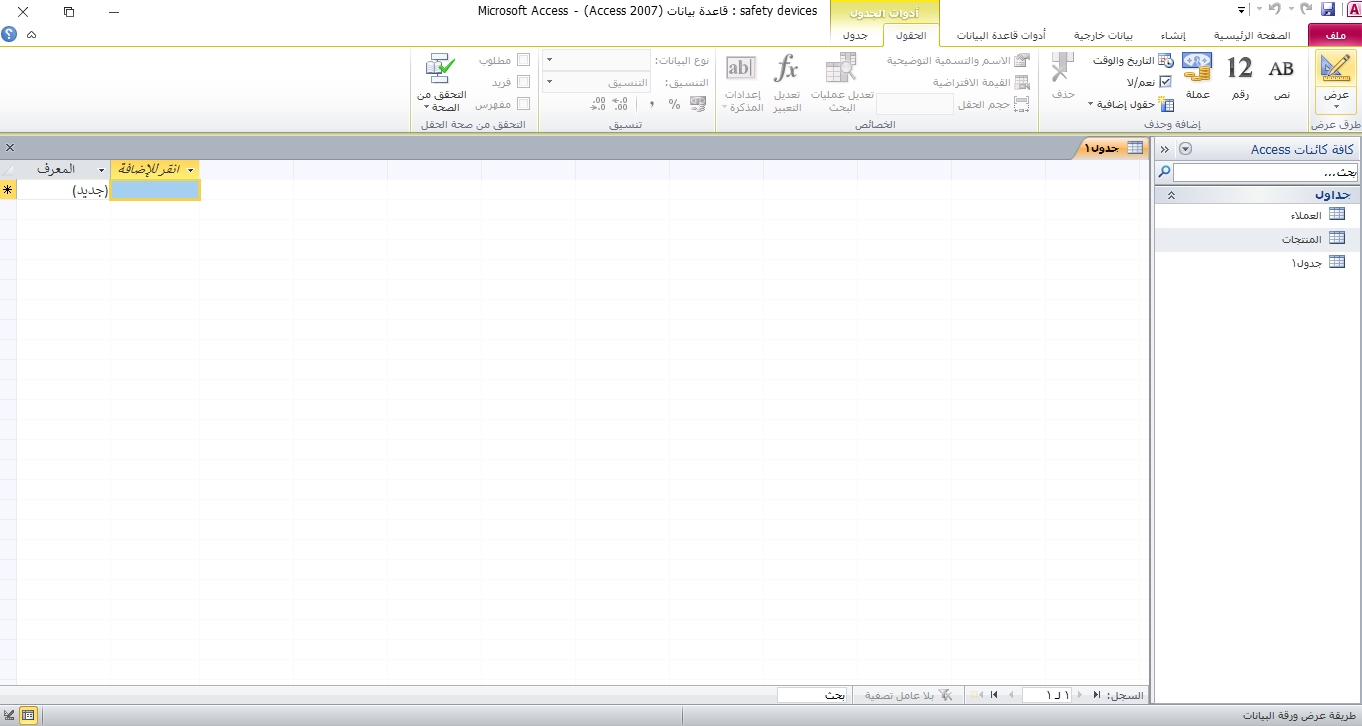 safety devices : قاعدة بيانات (Access 2007) - Microsoft Access
أدوات الجدول
ملف
الصفحة الرئيسية
إنشاء
بيانات خارجية
أدوات قاعدة البيانات
الحقول
جدول
عرض
طرق عرض
AB
نص
12
رقم
عملة
التاريخ والوقت
نعم/لا
حقول إضافية
حذف
إضافة وحذف
الاسم والتسمية التوضيحية
القيمة الافتراضية
حجم الحقل
تعديل عمليات البحث
fx
تعديل التعبير
ab
إعدادات المذكرة
الخصائص
نوع البيانات:
التنسيق:
التنسيق
%
,
تنسيق
مطلوب
فريد
مفهرس
التحقق من الصحة
التحقق من صحة الحقل
كافة كائنات Access
بحث...
جداول
العملاء
المنتجات
جدول١
جدول١
المعرف
انقر للإضافة
(جديد)
السجل:
١ لـ ١
بلا عامل تصفية
بحث
طريقة عرض ورقة البيانات